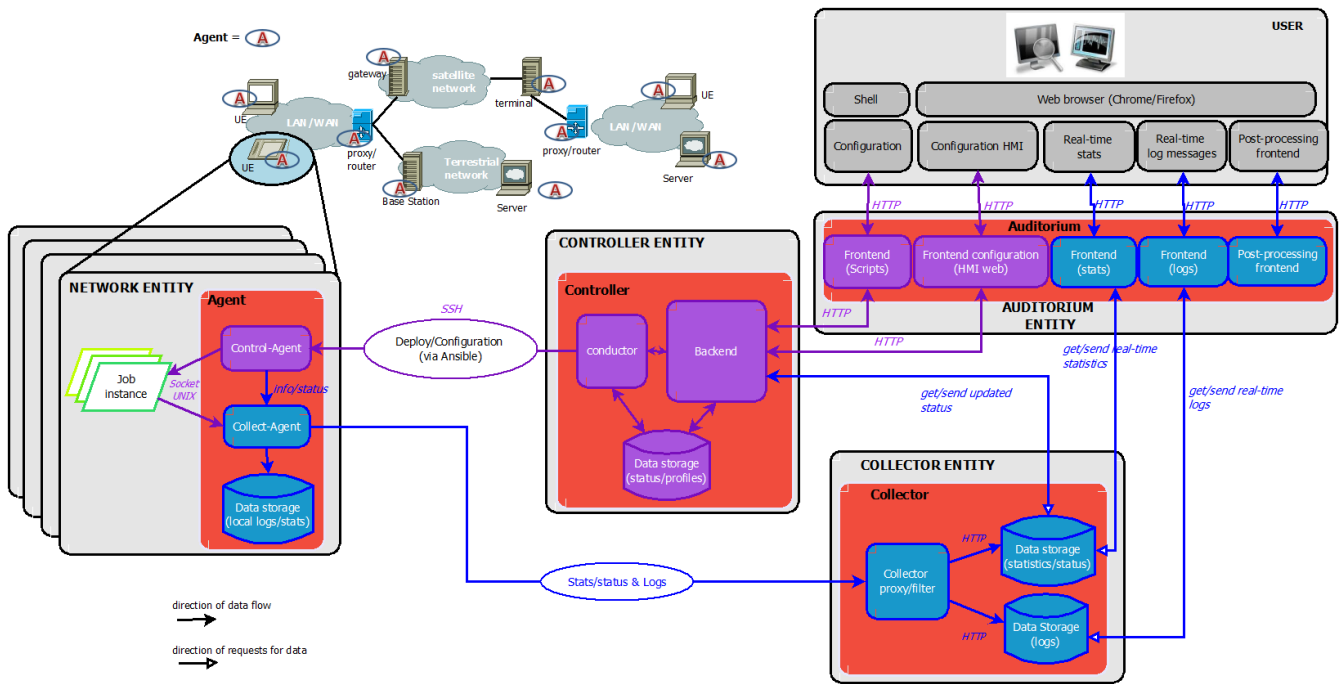 Agent = A
A
gateway
satellite
network
A
terminal
A
UE
A
UE
LAN/WAN
A
proxy/
router
A
proxy/router
LAN/WAN
A
Server
A
UE
Terrestrial
network
A
Base Station
Server
A
USER
Shell
Web browser (Chrome/Firefox)
Configuration
Configuration HMI
Real-time
stats
Real-time
log messages
Post-processing
frontend
HTTP
HTTP
HTTP
HTTP
HTTP
Auditorium
Frontend
(Scripts)
Frontend configuration
(HMI web)
Frontend
(stats)
Frontend
(logs)
Post-processing
frontend
AUDITORIUM
ENTITY
HTTP
HTTP
CONTROLLER ENTITY
Controller
conductor
Backend
Data storage
(status/profiles)
SSH
Deploy/Configuration
(via Ansible)
NETWORK ENTITY
Agent
Control-Agent
Job
instance
Socket
UNIX
info/status
Collect-Agent
Data storage
(local logs/stats)
get/send real-time
statistics
get/send updated
status
get/send real-time
logs
COLLECTOR ENTITY
Collector
Collector
proxy/filter
HTTP
HTTP
Data storage
(statistics/status)
Data Storage
(logs)
Stats/status & Logs
direction of data flow
direction of requests for data